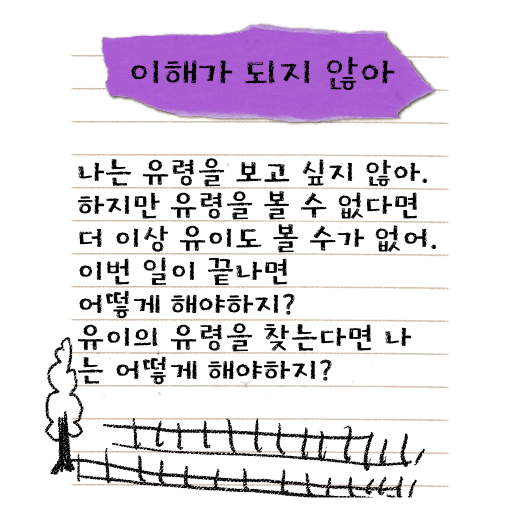 이해가 되지 않아
나는 유령을 보고 싶지 않아.
하지만 유령을 볼 수 없다면
더 이상 유이도 볼 수가 없어.
이번 일이 끝나면
어떻게 해야하지?
유이의 유령을 찾는다면 나
는 어떻게 해야하지?